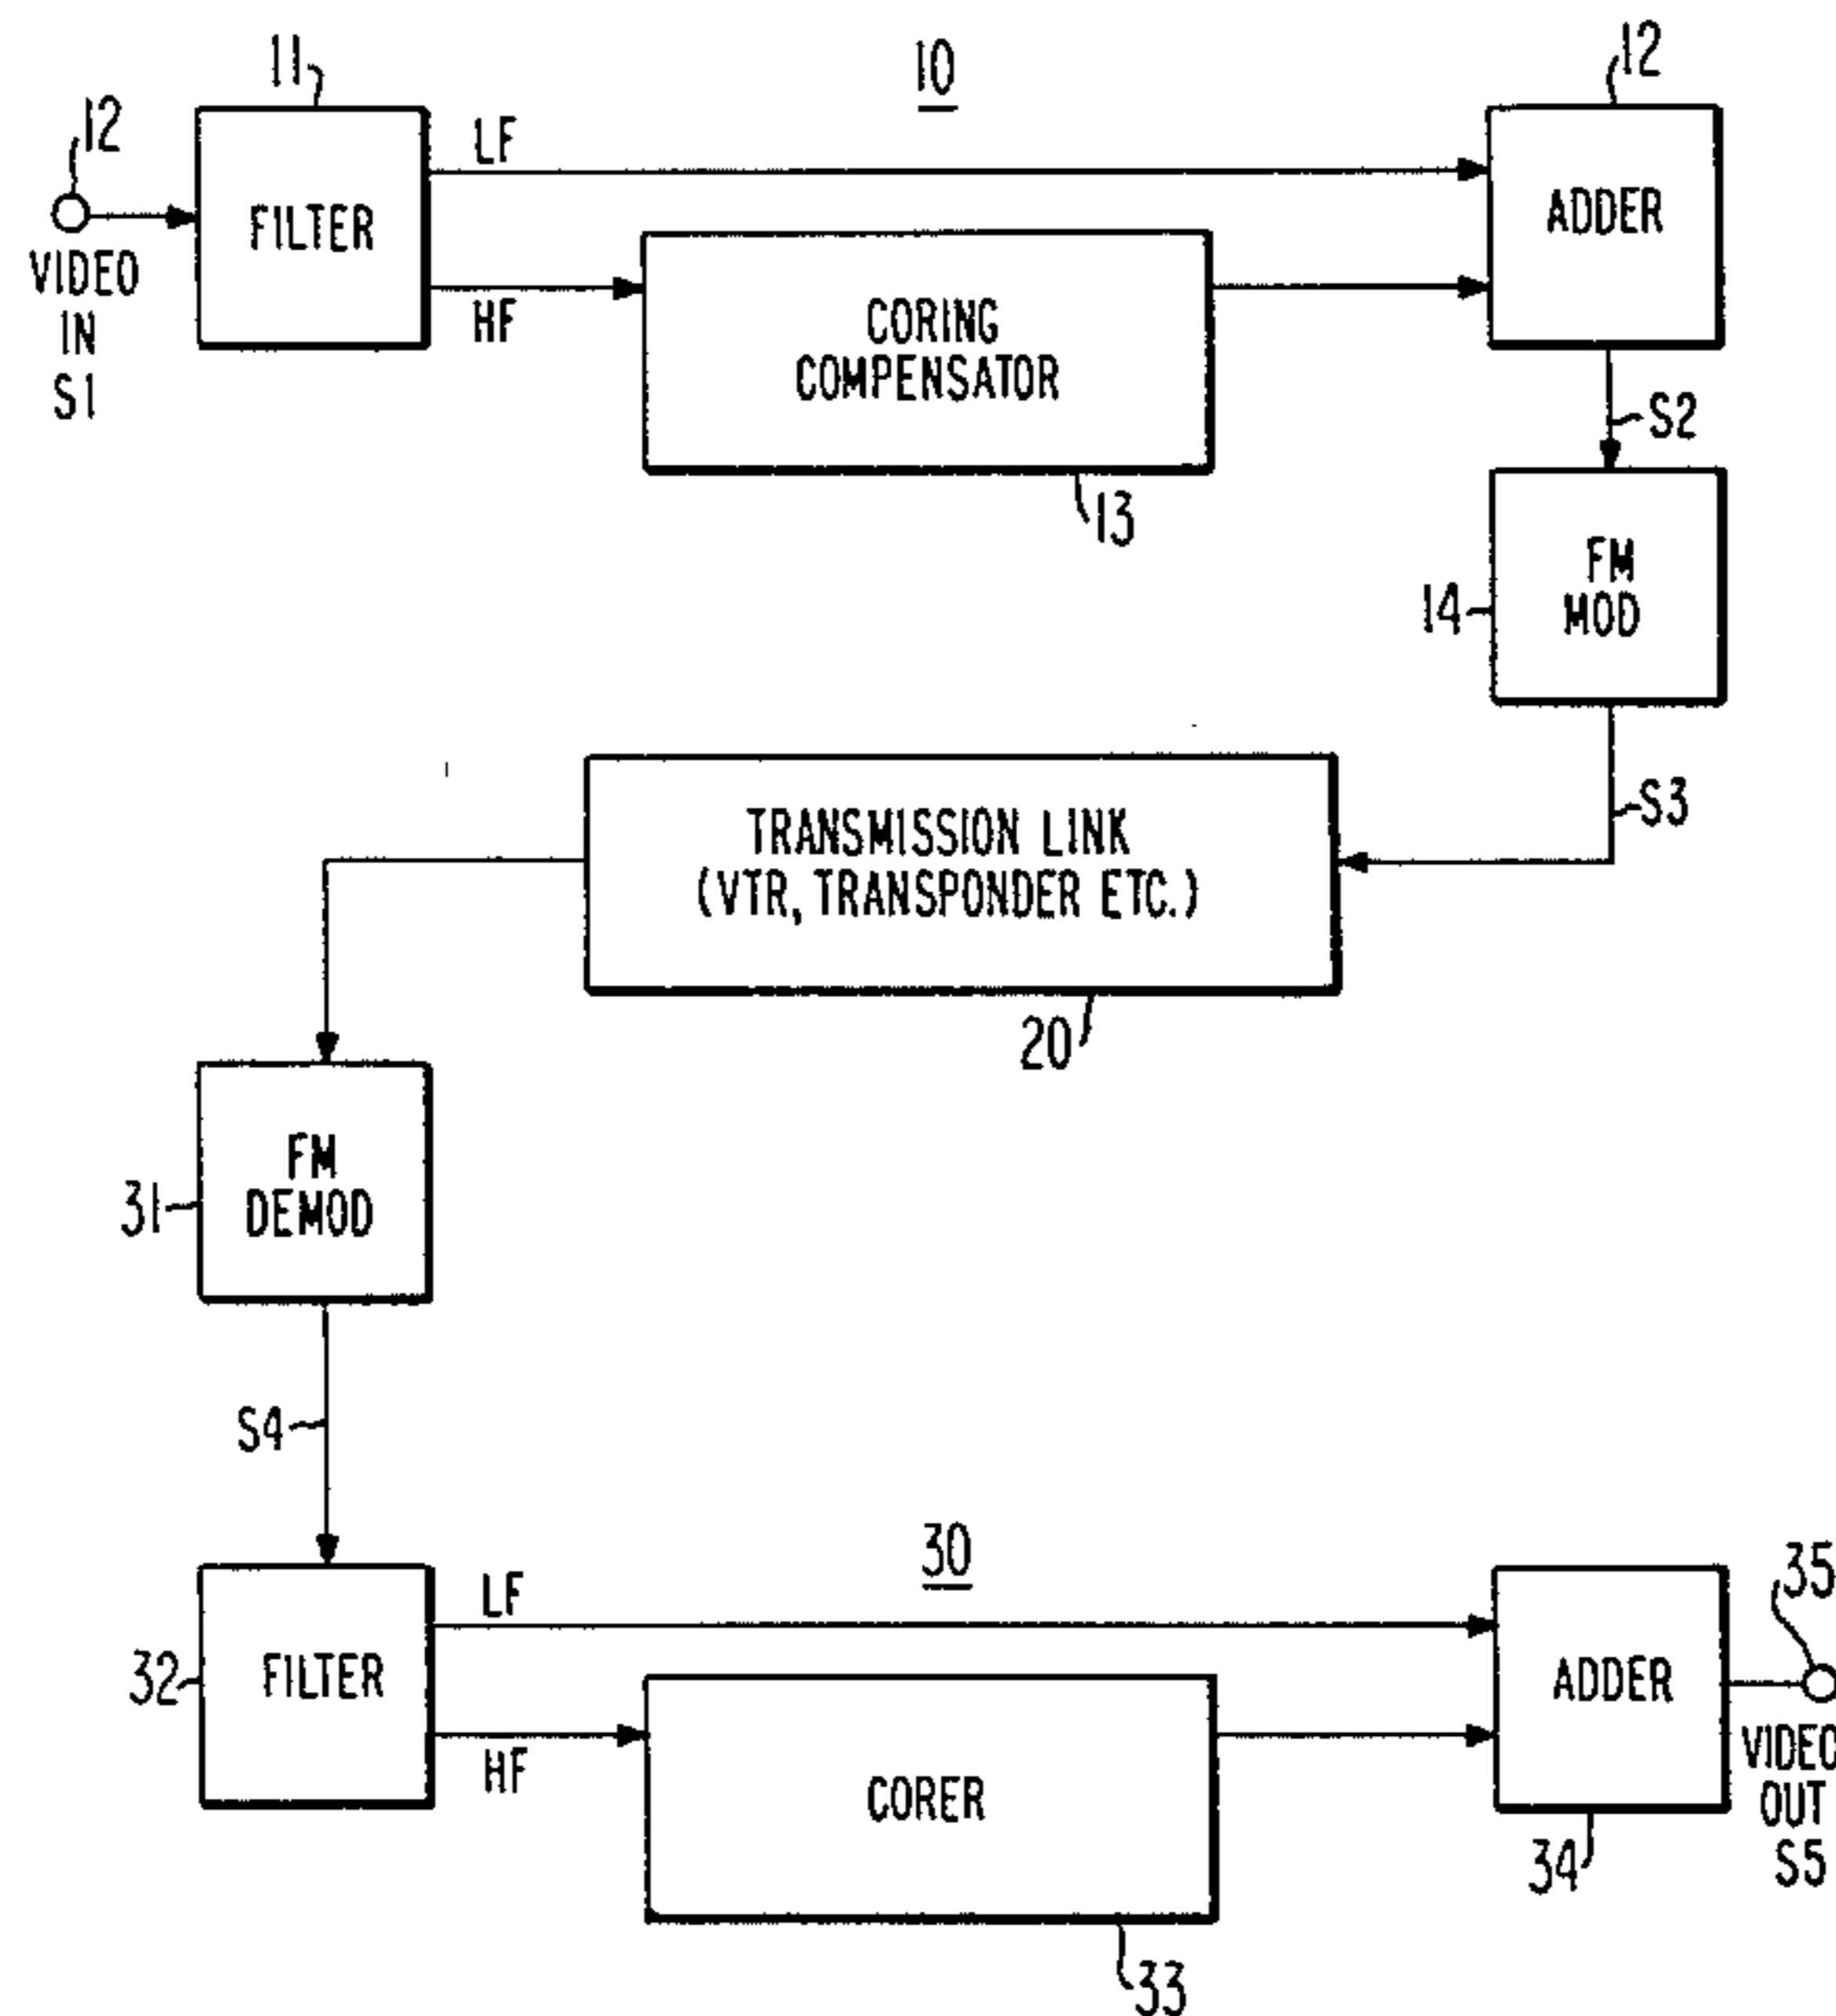 11
10
12
12
LF
FILTER
ADDER
VIDEO
IN
S1
HF
CORING
COMPENSATOR
S2
13
FM
MOD
14
S3
TRANSMISSION LINK
(VTR, TRANSPONDER ETC.)
20
FM
DEMOD
31
S4
30
35
LF
32
FILTER
ADDER
HF
VIDEO
OUT
S5
CORER
34
33